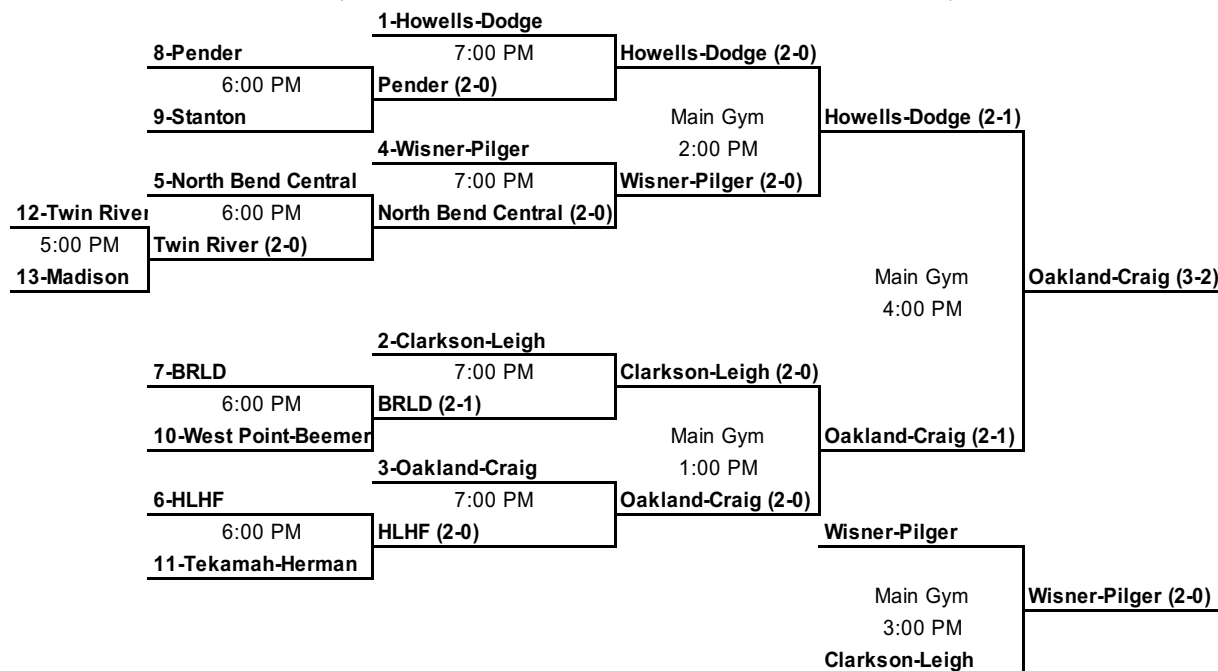 1-Howells-Dodge
8-Pender 7:00 PM Howells-Dodge (2-0)
6:00 PM Pender (2-0)
9-Stanton Main Gym Howells-Dodge (2-1)
4-Wisner-Pilger 2:00 PM
5-North Bend Central 7:00 PM Wisner-Pilger (2-0)
12-Twin River 6:00 PM North Bend Central (2-0)
5:00 PM Twin River (2-0)
13-Madison Main Gym Oakland-Craig (3-2)
4:00 PM
2-Clarkson-Leigh
7-BRLD 7:00 PM Clarkson-Leigh (2-0)
6:00 PM BRLD (2-1)
10-West Point-Beemer Main Gym Oakland-Craig (2-1)
3-Oakland-Craig 1:00 PM
6-HLHF 7:00 PM Oakland-Craig (2-0)
6:00 PM HLHF (2-0) Wisner-Pilger
11-Tekamah-Herman
Main Gym Wisner-Pilger (2-0)
3:00 PM
Clarkson-Leigh